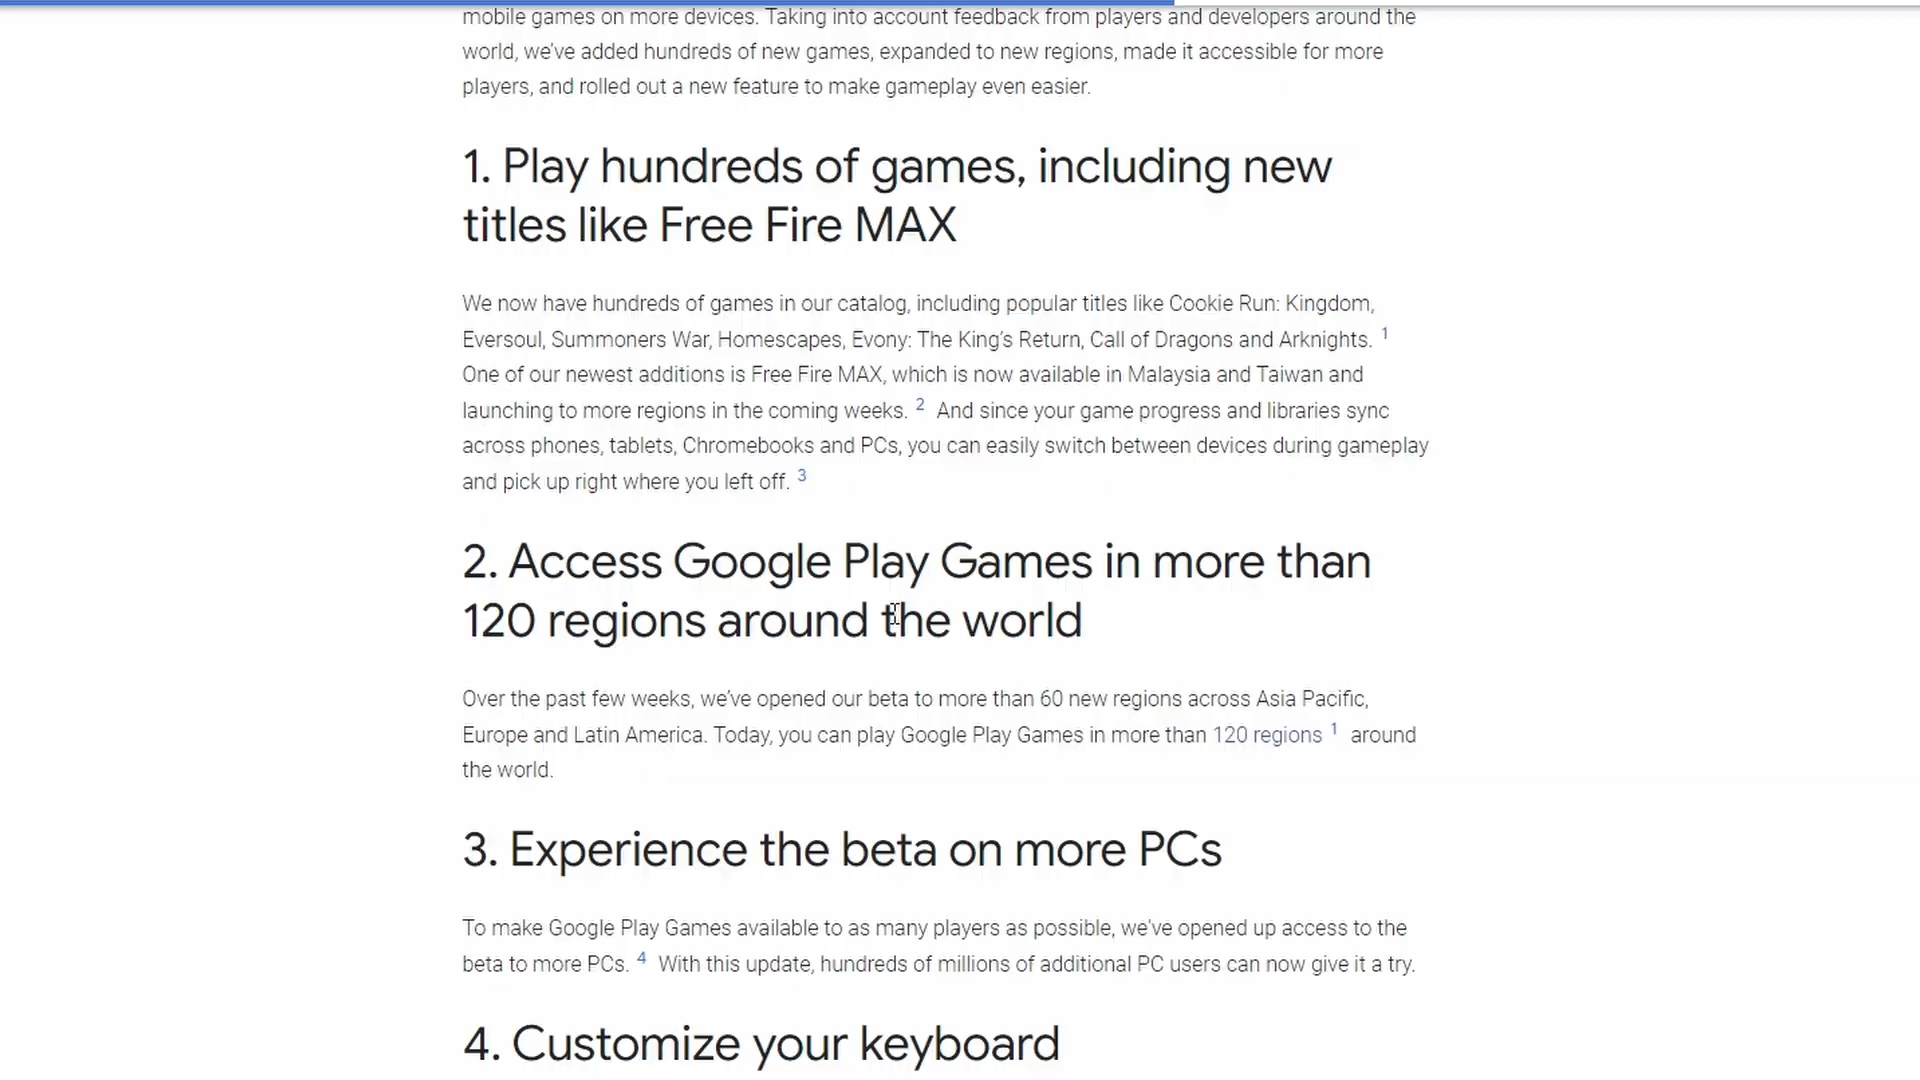 mobile games on more devices. Taking into account feedback from players and developers around the
world, we’ve added hundreds of new games, expanded to new regions, made it accessible for more
players, and rolled out a new feature to make gameplay even easier.
1. Play hundreds of games, including new
titles like Free Fire MAX
We now have hundreds of games in our catalog, including popular titles like Cookie Run: Kingdom,
Eversoul, Summoners War, Homescapes, Evony: The King’s Return, Call of Dragons and Arknights. 1
One of our newest additions is Free Fire MAX, which is now available in Malaysia and Taiwan and
launching to more regions in the coming weeks. 2 And since your game progress and libraries sync
across phones, tablets, Chromebooks and PCs, you can easily switch between devices during gameplay
and pick up right where you left off. 3
2. Access Google Play Games in more than
120 regions around the world
Over the past few weeks, we’ve opened our beta to more than 60 new regions across Asia Pacific,
Europe and Latin America. Today, you can play Google Play Games in more than 120 regions 1 around
the world.
3. Experience the beta on more PCs
To make Google Play Games available to as many players as possible, we've opened up access to the
beta to more PCs. 4 With this update, hundreds of millions of additional PC users can now give it a try.
4. Customize your keyboard